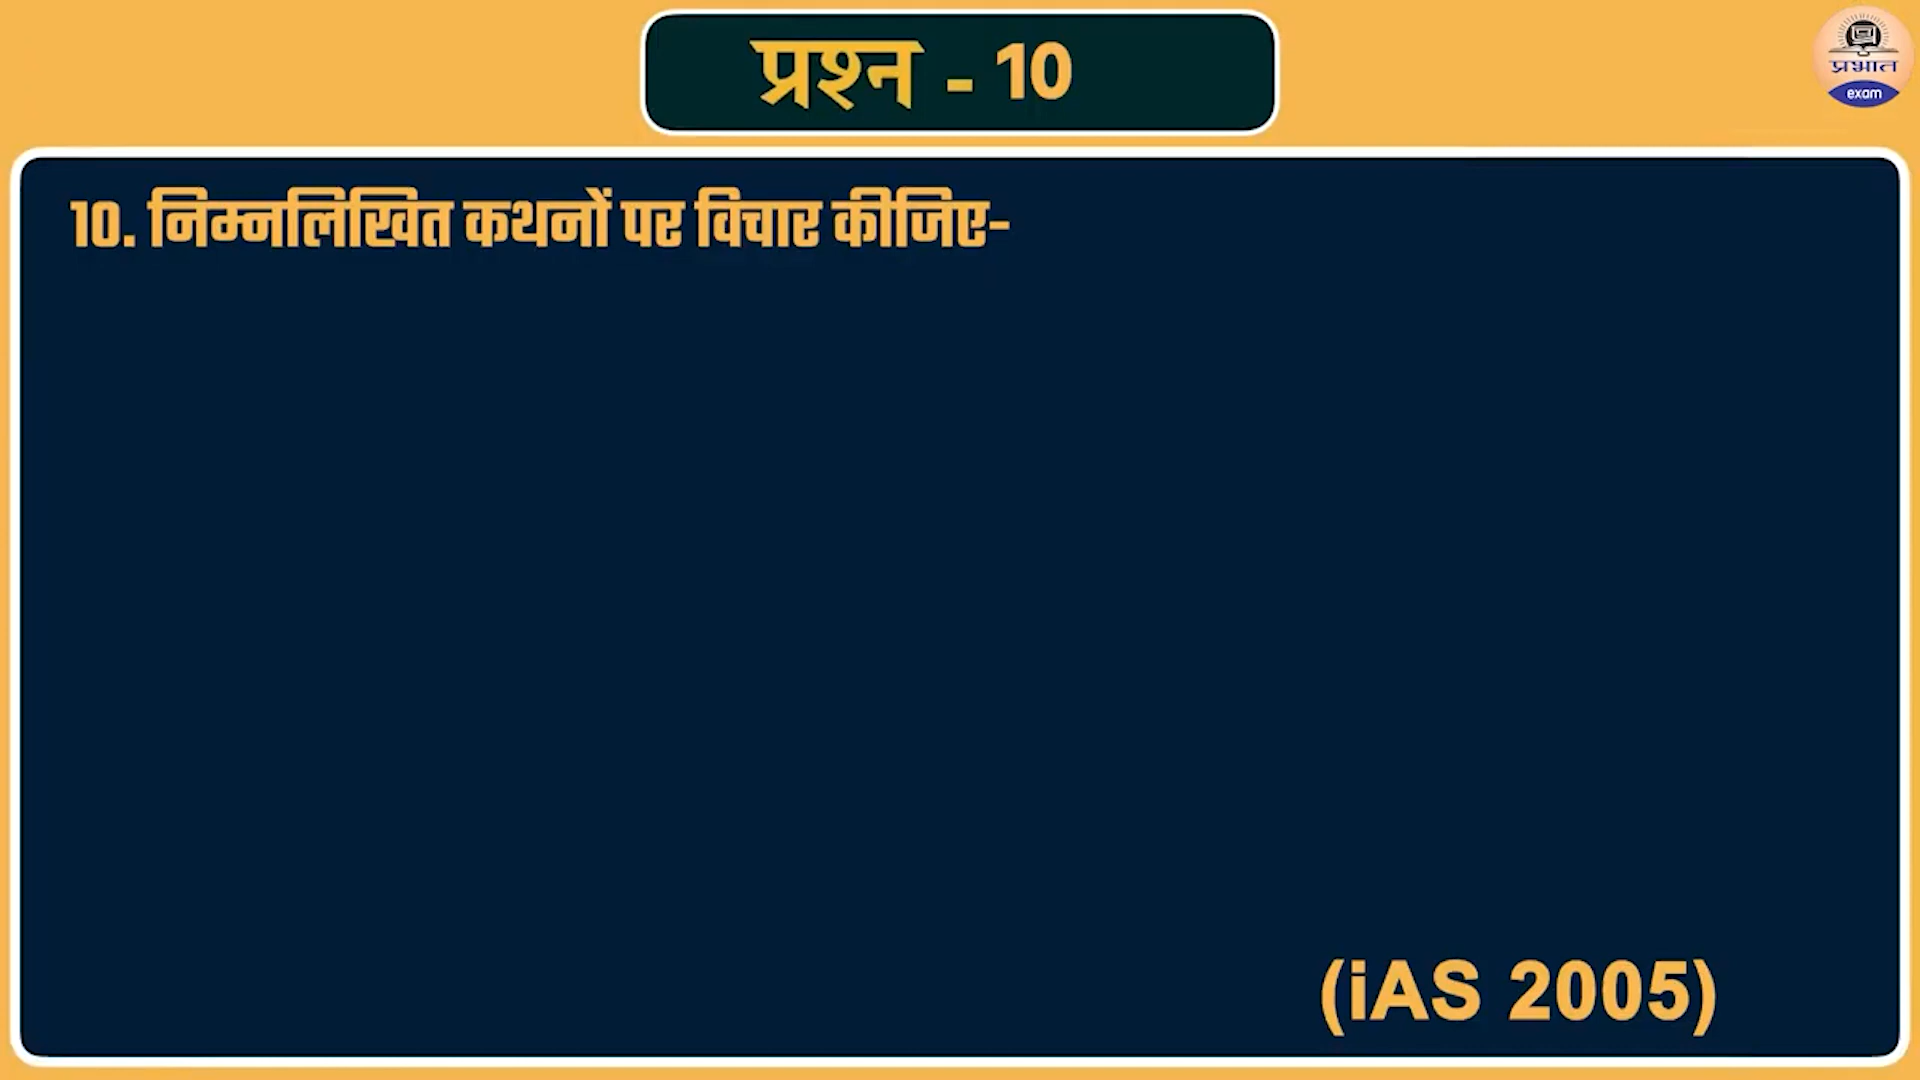 प्रश्न - 10
प्रभात
exam
10. निम्नलिखित कथनों पर विचार कीजिए-
(iAS 2005)